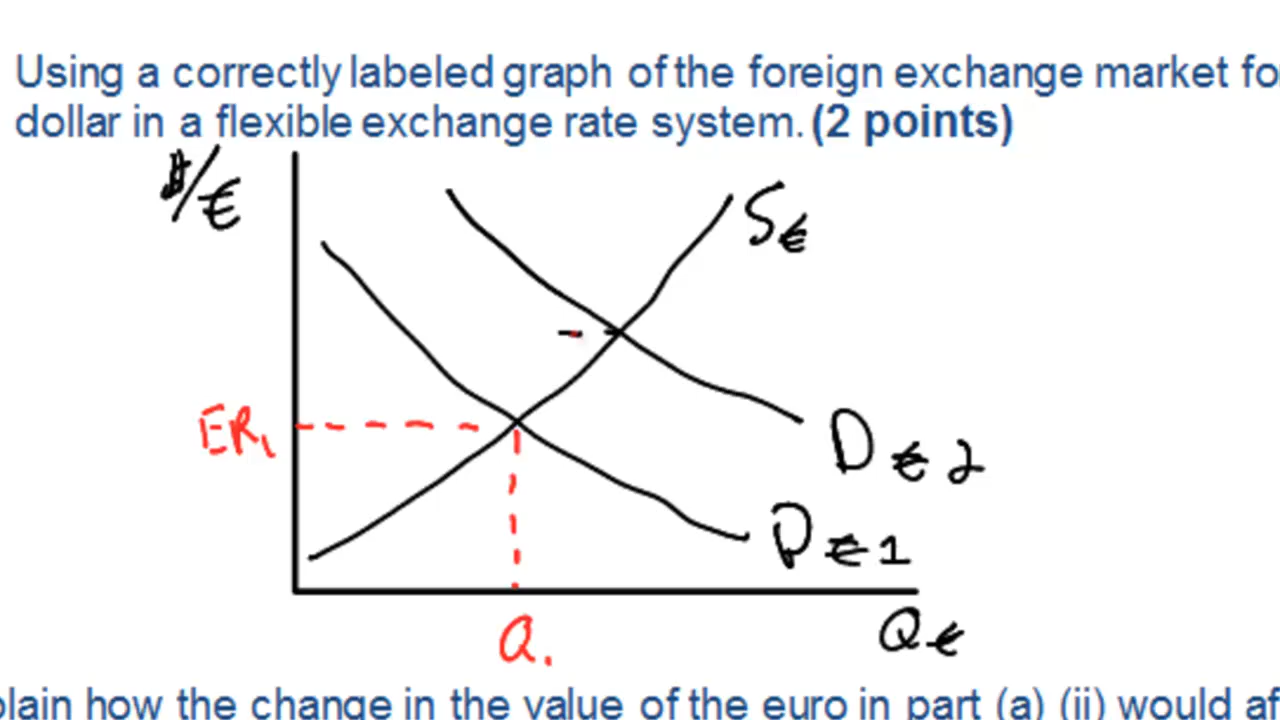 Using a correctly labeled graph of the foreign exchange market fo
dollar in a flexible exchange rate system. (2 points)
$/€
S€
ER₁
D€2
D€1
Q₁
Q€
plain how the change in the value of the euro in part (a) (ii) would af